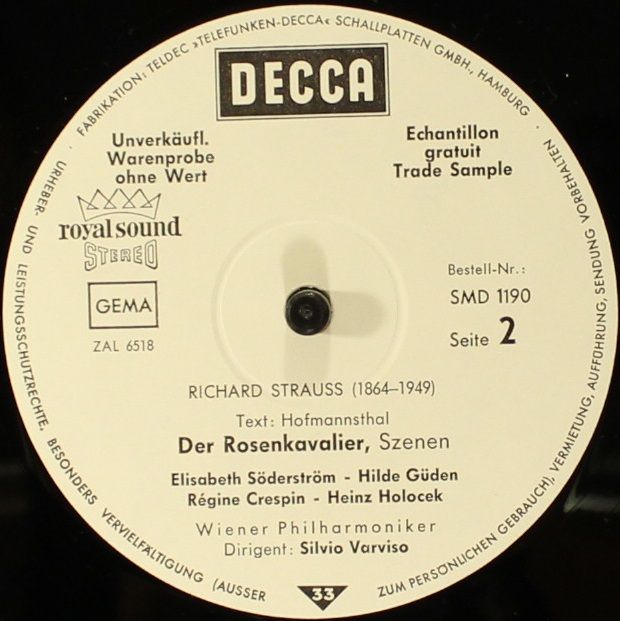 · FABRIKATION: TELDEC »TELEFUNKEN-DECCA« SCHALLPLATTEN GMBH., HAMBURG ·
URHEBER- UND LEISTUNGSSCHUTZRECHTE, BESONDERS VERVIELFÄLTIGUNG (AUSSER ZUM PERSÖNLICHEN GEBRAUCH), VERMIETUNG, AUFFÜHRUNG, SENDUNG VORBEHALTEN
DECCA
Unverkäufl.
Warenprobe
ohne Wert
Echantillon
gratuit
Trade Sample
royal sound
STEREO
GEMA
ZAL 6518
Bestell-Nr.:
SMD 1190
Seite 2
RICHARD STRAUSS (1864–1949)
Text: Hofmannsthal
Der Rosenkavalier, Szenen
Elisabeth Söderström - Hilde Güden
Régine Crespin - Heinz Holocek
Wiener Philharmoniker
Dirigent: Silvio Varviso
33